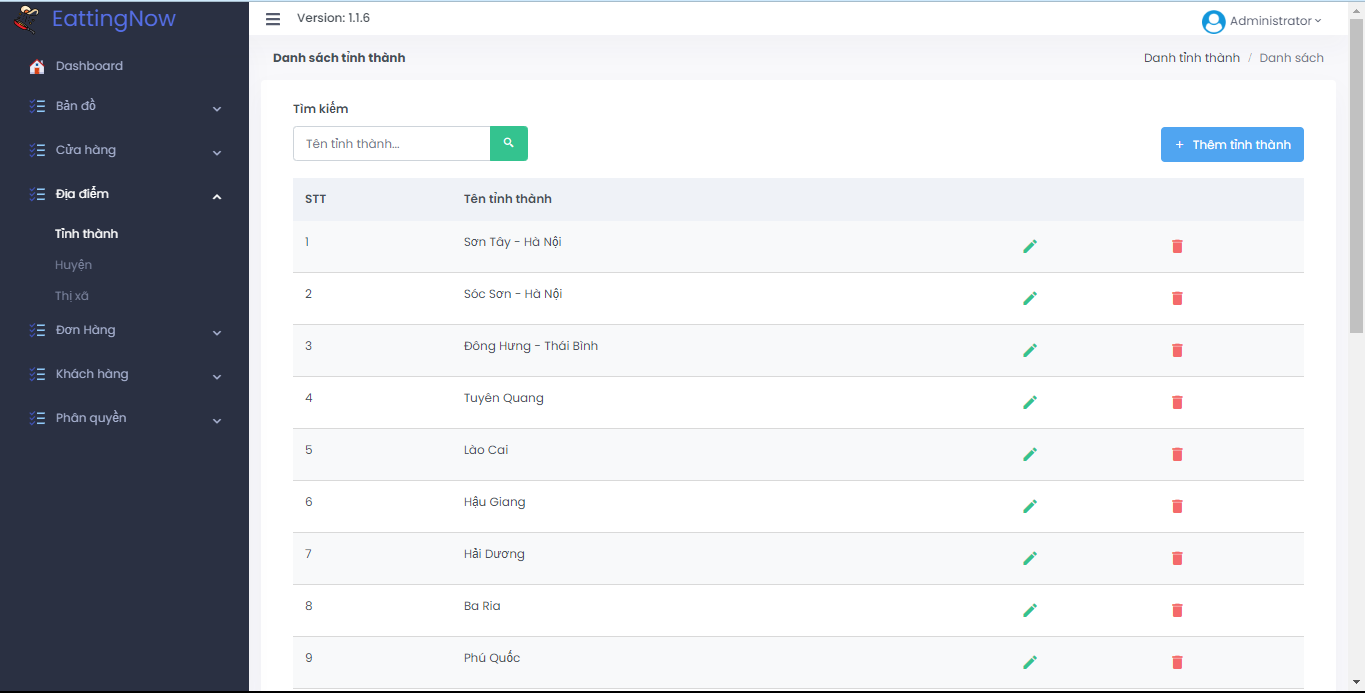 EattingNow
Version: 1.1.6
Administrator
Dashboard
Bản đồ
Cửa hàng
Địa điểm
Tỉnh thành
Huyện
Thị xã
Đơn Hàng
Khách hàng
Phân quyền
Danh sách tỉnh thành
Danh tỉnh thành / Danh sách
Tìm kiếm
Tên tỉnh thành...
+ Thêm tỉnh thành
STT Tên tỉnh thành
1 Sơn Tây - Hà Nội
2 Sóc Sơn - Hà Nội
3 Đông Hưng - Thái Bình
4 Tuyên Quang
5 Lào Cai
6 Hậu Giang
7 Hải Dương
8 Ba Ria
9 Phú Quốc